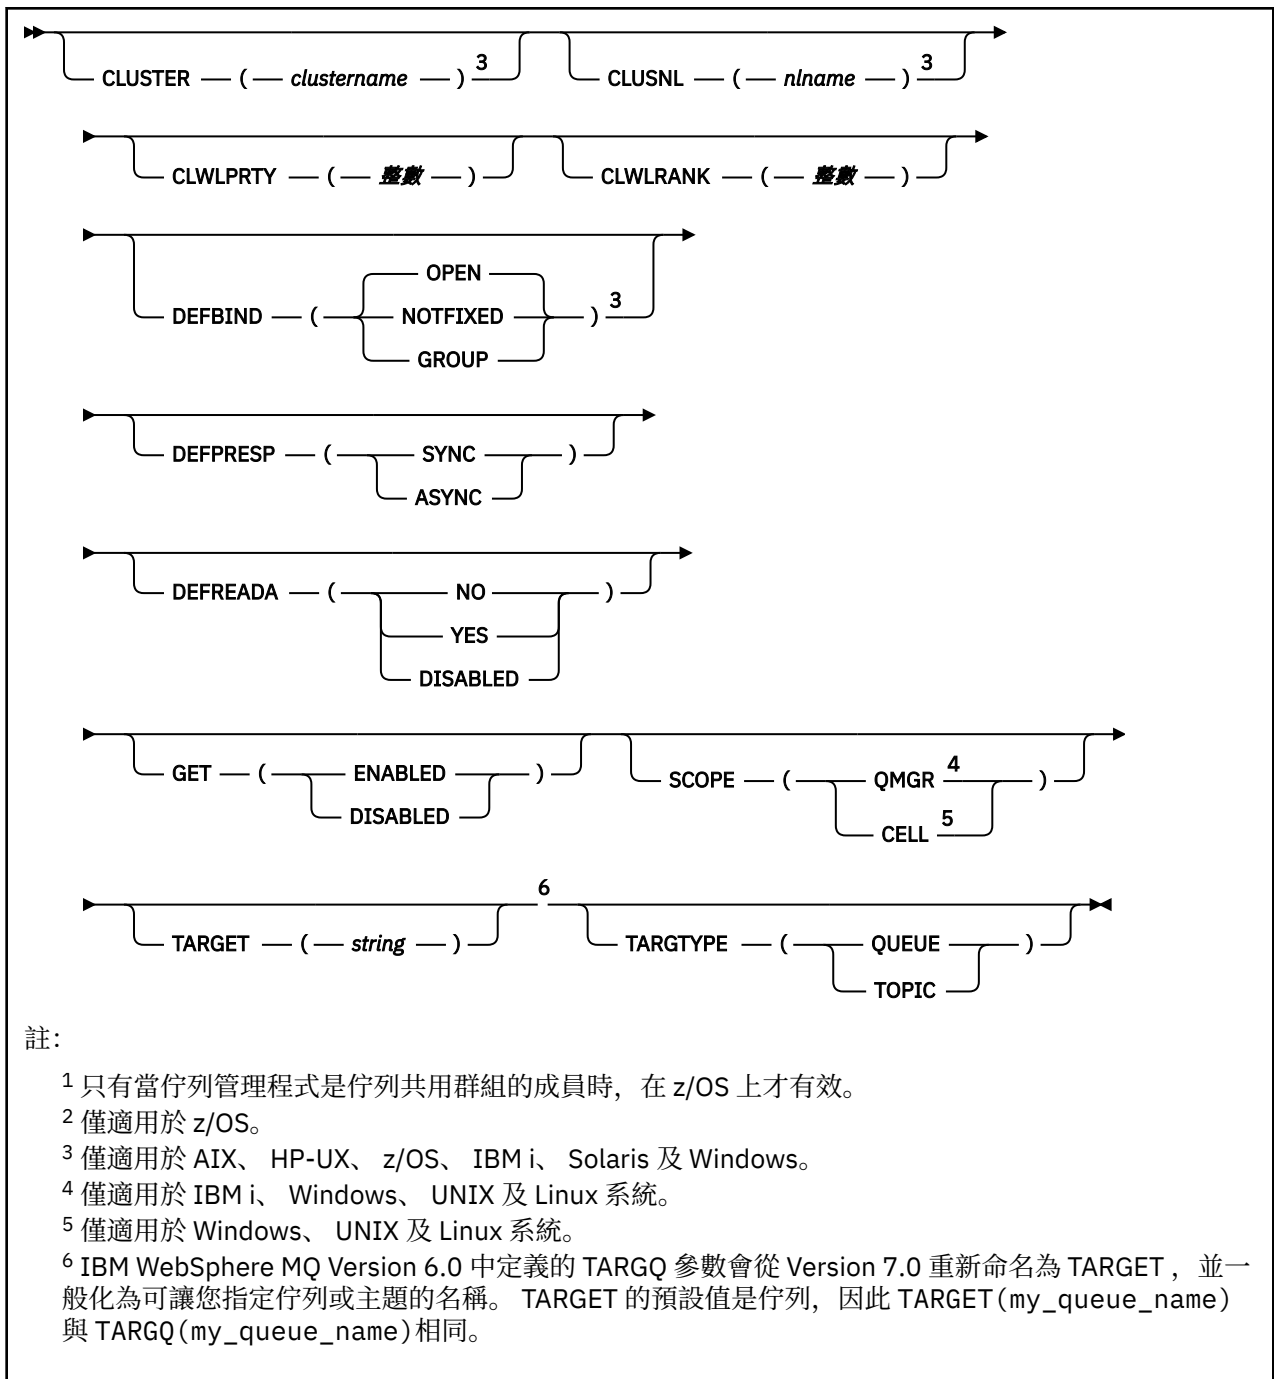 CLUSTER ( clustername ) 3 CLUSNL ( nlname ) 3
CLWLPRTY ( 整數 ) CLWLRANK ( 整數 )
OPEN
DEFBIND ( NOTFIXED ) 3
GROUP
DEFPRESP ( SYNC )
ASYNC
DEFREADA ( NO )
YES
DISABLED
GET ( ENABLED ) SCOPE ( QMGR 4 )
DISABLED CELL 5
6
TARGET ( string ) TARGTYPE ( QUEUE )
TOPIC
註：
1 只有當佇列管理程式是佇列共用群組的成員時，在 z/OS 上才有效。
2 僅適用於 z/OS。
3 僅適用於 AIX、 HP-UX、 z/OS、 IBM i、 Solaris 及 Windows。
4 僅適用於 IBM i、 Windows、 UNIX 及 Linux 系統。
5 僅適用於 Windows、 UNIX 及 Linux 系統。
6 IBM WebSphere MQ Version 6.0 中定義的 TARGQ 參數會從 Version 7.0 重新命名為 TARGET ，並一
般化為可讓您指定佇列或主題的名稱。 TARGET 的預設值是佇列，因此 TARGET(my_queue_name)
與 TARGQ(my_queue_name)相同。